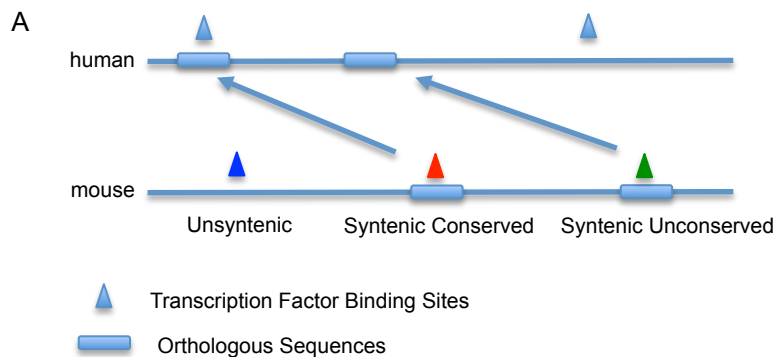 A
human
mouse
Unsyntenic Syntenic Conserved Syntenic Unconserved
Transcription Factor Binding Sites
Orthologous Sequences